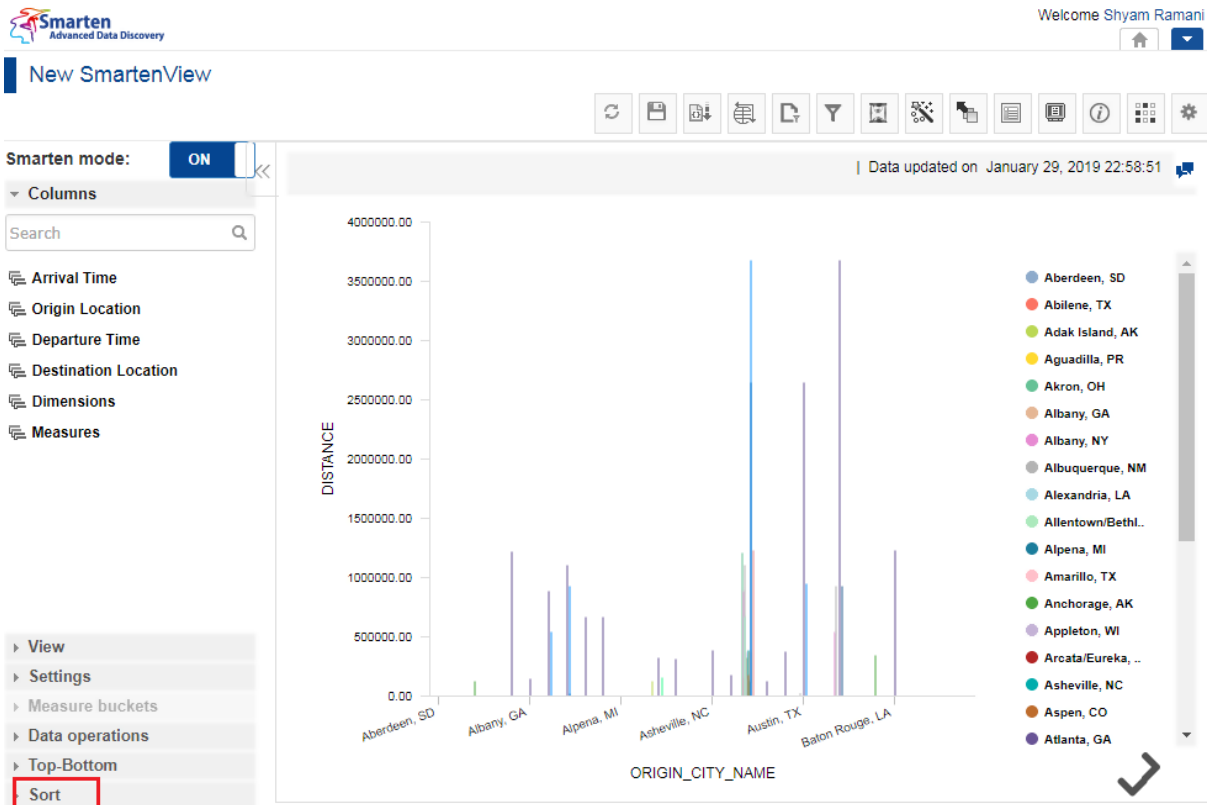 Smarten
Advanced Data Discovery
Welcome Shyam Ramani
New SmartenView
Smarten mode:
ON
Columns
Search
Arrival Time
Origin Location
Departure Time
Destination Location
Dimensions
Measures
View
Settings
Measure buckets
Data operations
Top-Bottom
Sort
| Data updated on January 29, 2019 22:58:51
DISTANCE
4000000.00
3500000.00
3000000.00
2500000.00
2000000.00
1500000.00
1000000.00
500000.00
0.00
Aberdeen, SD
Albany, GA
Alpena, MI
Asheville, NC
Austin, TX
Baton Rouge, LA
ORIGIN_CITY_NAME
Aberdeen, SD
Abilene, TX
Adak Island, AK
Aguadilla, PR
Akron, OH
Albany, GA
Albany, NY
Albuquerque, NM
Alexandria, LA
Allentown/Bethl..
Alpena, MI
Amarillo, TX
Anchorage, AK
Appleton, WI
Arcata/Eureka, ..
Asheville, NC
Aspen, CO
Atlanta, GA